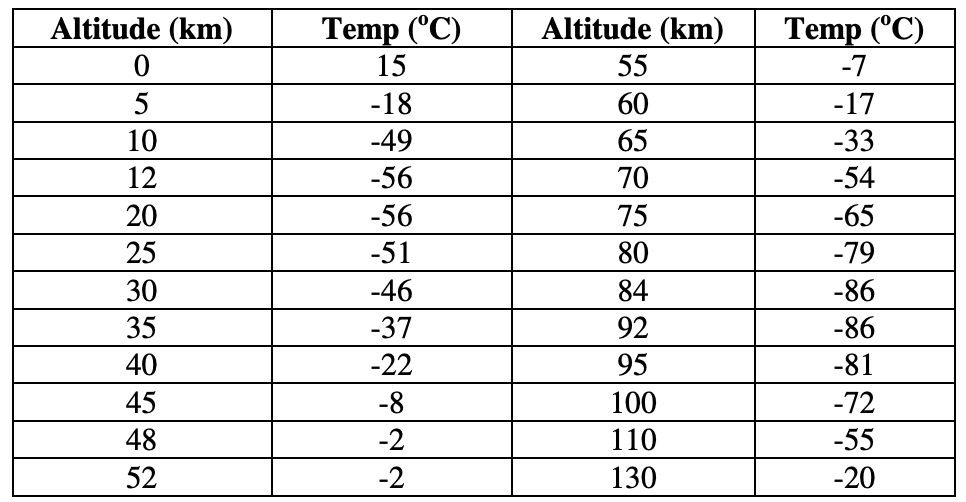 Altitude (km) Temp (°C) Altitude (km) Temp (°C)
0 15 55 -7
5 -18 60 -17
10 -49 65 -33
12 -56 70 -54
20 -56 75 -65
25 -51 80 -79
30 -46 84 -86
35 -37 92 -86
40 -22 95 -81
45 -8 100 -72
48 -2 110 -55
52 -2 130 -20